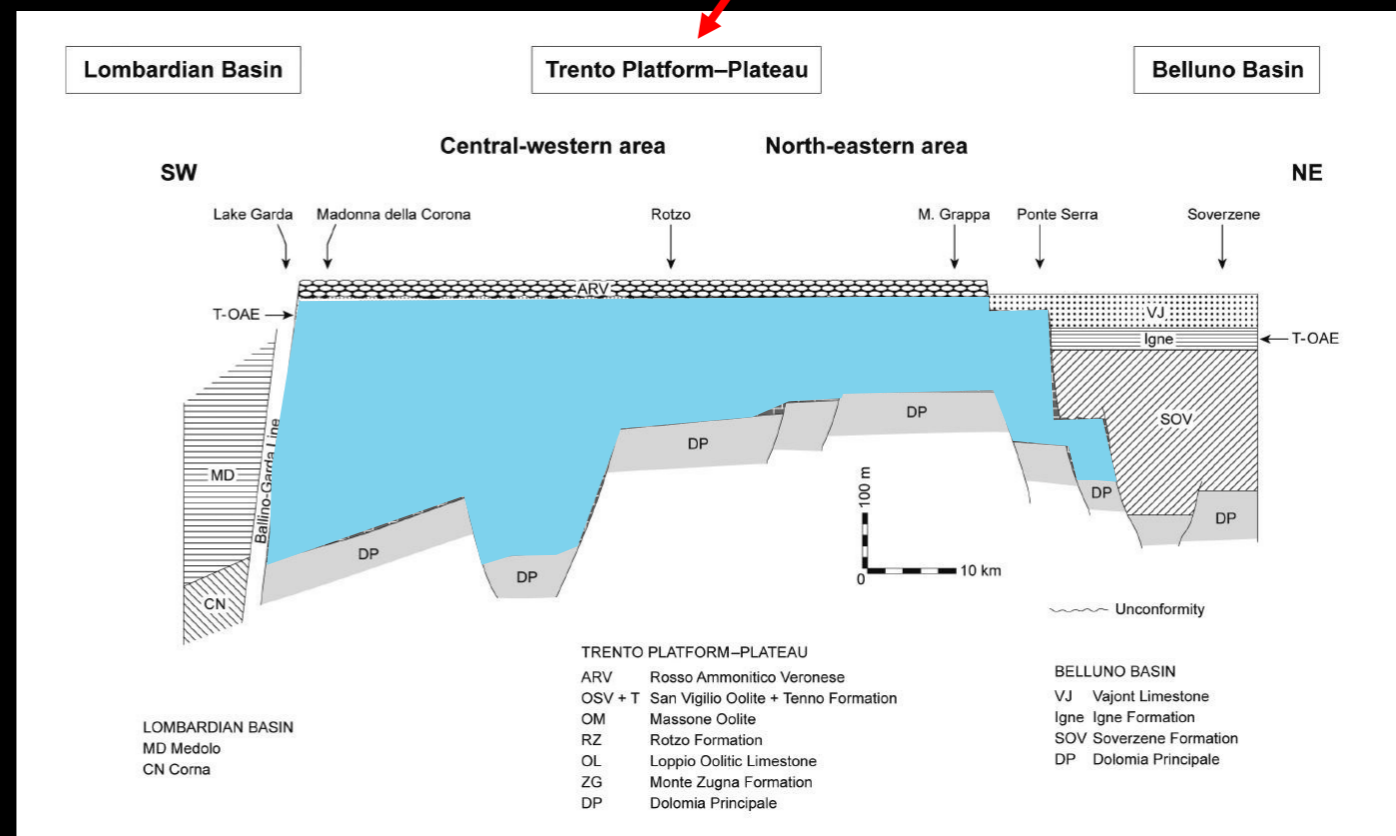 Lombardian Basin
Trento Platform–Plateau
Belluno Basin
Central-western area
North-eastern area
SW
NE
Lake Garda
Madonna della Corona
Rotzo
M. Grappa
Ponte Serra
Soverzene
ARV
T-OAE
VJ
Igne
T-OAE
SOV
DP
DP
MD
Ballino-Garda Line
DP
DP
DP
DP
CN
100 m
0
10 km
Unconformity
TRENTO PLATFORM–PLATEAU
ARV Rosso Ammonitico Veronese
OSV + T San Vigilio Oolite + Tenno Formation
OM Massone Oolite
RZ Rotzo Formation
OL Loppio Oolitic Limestone
ZG Monte Zugna Formation
DP Dolomia Principale
BELLUNO BASIN
VJ Vajont Limestone
Igne Igne Formation
SOV Soverzene Formation
DP Dolomia Principale
LOMBARDIAN BASIN
MD Medolo
CN Corna